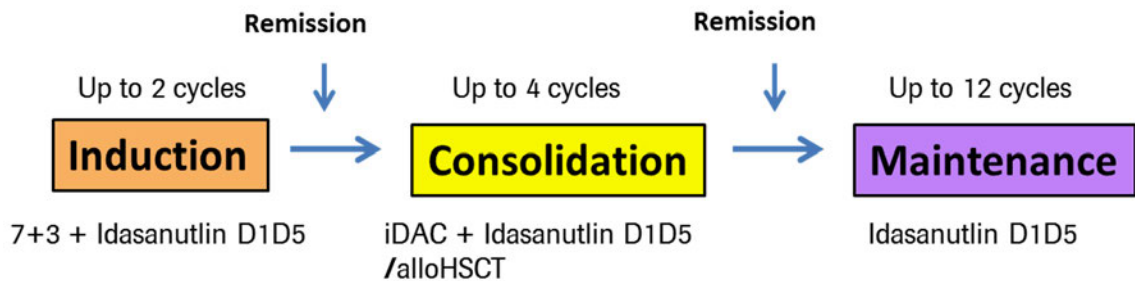 Remission
Remission
Up to 2 cycles
Up to 4 cycles
Up to 12 cycles
Induction
Consolidation
Maintenance
7+3 + Idasanutlin D1D5
iDAC + Idasanutlin D1D5
/alloHSCT
Idasanutlin D1D5